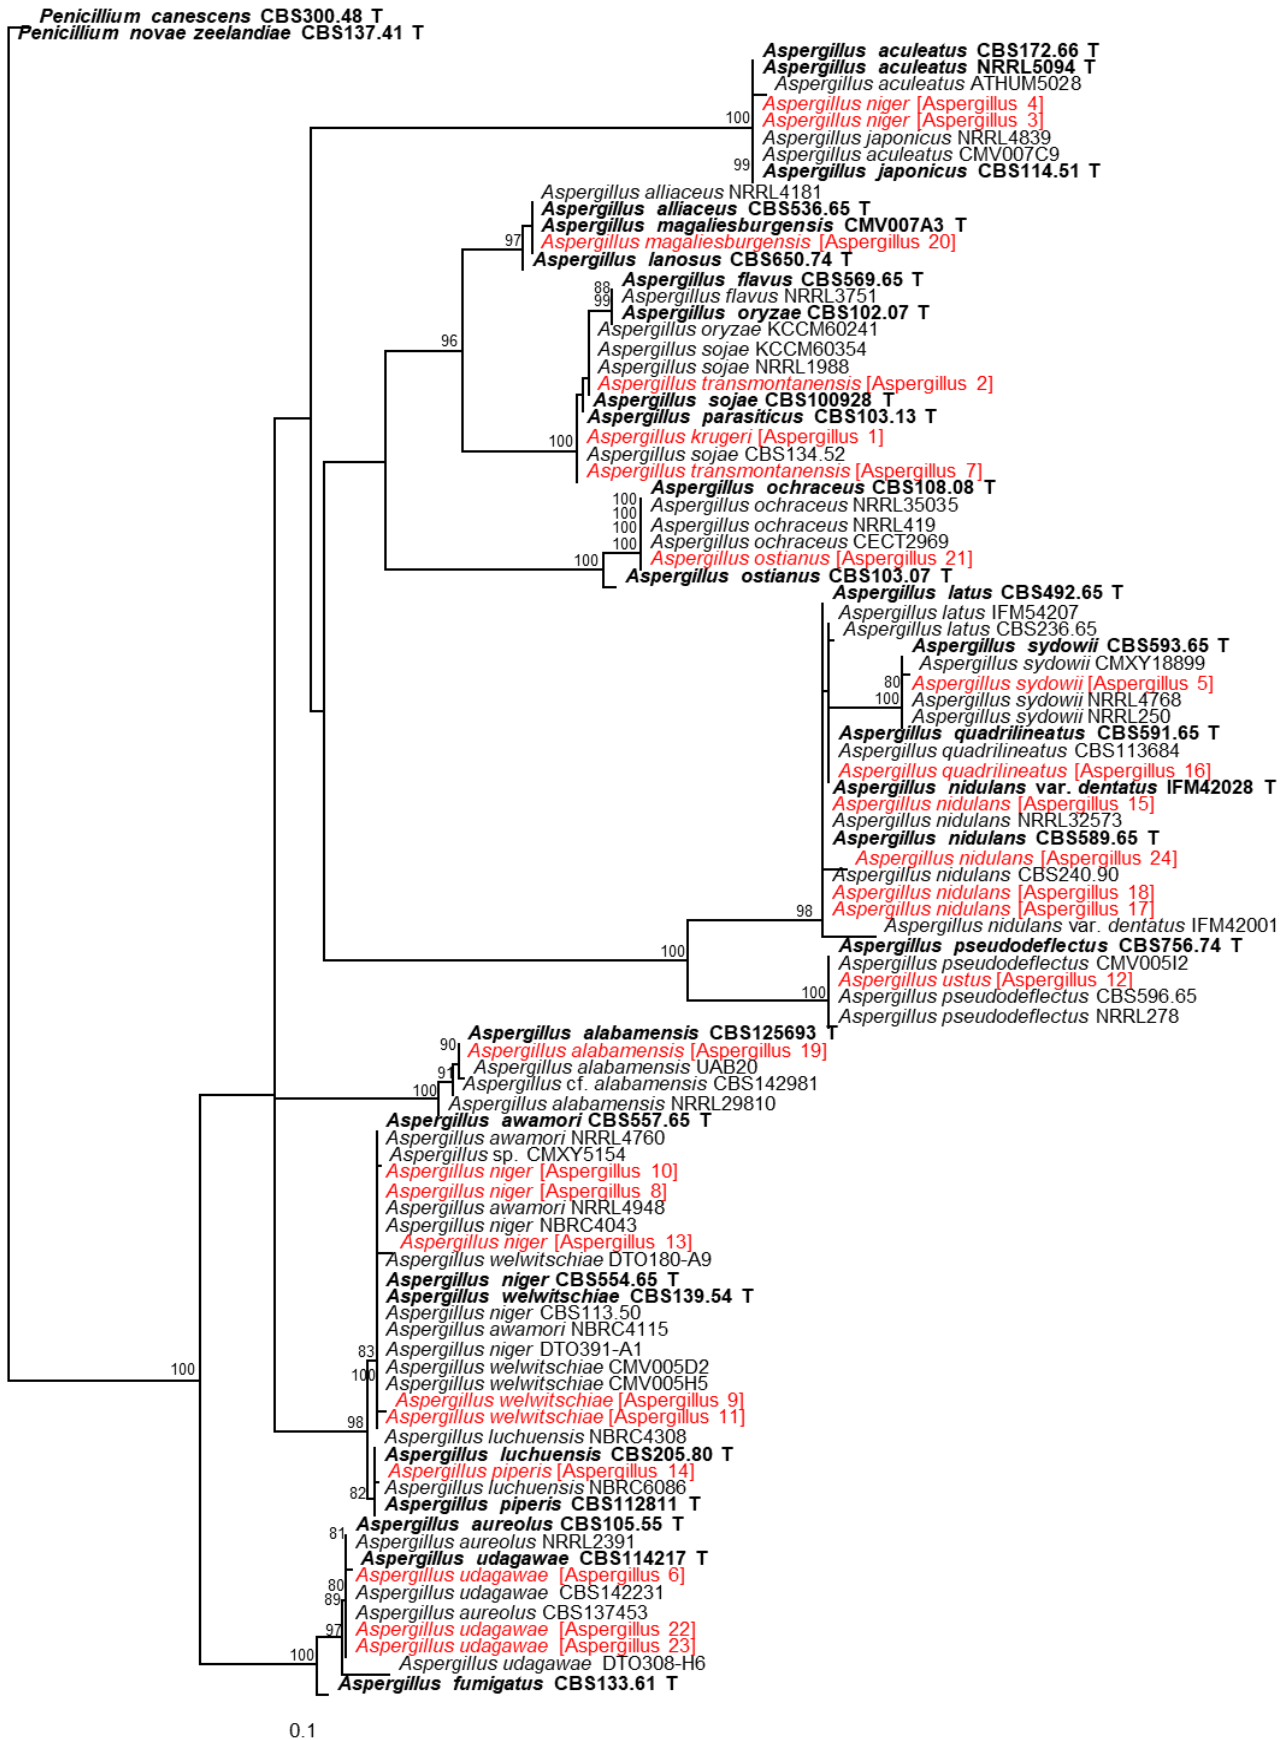 Penicillium canescens CBS300.48 T
Penicillium novae zeelandiae CBS137.41 T
Aspergillus aculeatus CBS172.66 T
Aspergillus aculeatus NRRL5094 T
Aspergillus aculeatus ATHUM5028
Aspergillus niger [Aspergillus 4]
100
Aspergillus niger [Aspergillus 3]
Aspergillus japonicus NRRL4839
Aspergillus aculeatus CMV007C9
99
Aspergillus japonicus CBS114.51 T
Aspergillus alliaceus NRRL4181
Aspergillus alliaceus CBS536.65 T
Aspergillus magaliesburgensis CMV007A3 T
97
Aspergillus magaliesburgensis [Aspergillus 20]
Aspergillus lanosus CBS650.74 T
Aspergillus flavus CBS569.65 T
88
Aspergillus flavus NRRL3751
99
Aspergillus oryzae CBS102.07 T
Aspergillus oryzae KCCM60241
96
Aspergillus sojae KCCM60354
Aspergillus sojae NRRL1988
Aspergillus transmontanensis [Aspergillus 2]
Aspergillus sojae CBS100928 T
Aspergillus parasiticus CBS103.13 T
100
Aspergillus krugeri [Aspergillus 1]
Aspergillus sojae CBS134.52
Aspergillus transmontanensis [Aspergillus 7]
Aspergillus ochraceus CBS108.08 T
100
Aspergillus ochraceus NRRL35035
100
100
Aspergillus ochraceus NRRL419
100
Aspergillus ochraceus CECT2969
100
Aspergillus ostianus [Aspergillus 21]
Aspergillus ostianus CBS103.07 T
Aspergillus latus CBS492.65 T
Aspergillus latus IFM54207
Aspergillus latus CBS236.65
Aspergillus sydowii CBS593.65 T
Aspergillus sydowii CMXY18899
80
Aspergillus sydowii [Aspergillus 5]
100
Aspergillus sydowii NRRL4768
Aspergillus sydowii NRRL250
Aspergillus quadrilineatus CBS591.65 T
Aspergillus quadrilineatus CBS113684
Aspergillus quadrilineatus [Aspergillus 16]
Aspergillus nidulans var. dentatus IFM42028 T
Aspergillus nidulans [Aspergillus 15]
Aspergillus nidulans NRRL32573
Aspergillus nidulans CBS589.65 T
Aspergillus nidulans [Aspergillus 24]
Aspergillus nidulans CBS240.90
Aspergillus nidulans [Aspergillus 18]
98
Aspergillus nidulans [Aspergillus 17]
Aspergillus nidulans var. dentatus IFM42001
100
Aspergillus pseudodeflectus CBS756.74 T
Aspergillus pseudodeflectus CMV005I2
Aspergillus ustus [Aspergillus 12]
100
Aspergillus pseudodeflectus CBS596.65
Aspergillus pseudodeflectus NRRL278
Aspergillus alabamensis CBS125693 T
90
Aspergillus alabamensis [Aspergillus 19]
Aspergillus alabamensis UAB20
91
Aspergillus cf. alabamensis CBS142981
100
Aspergillus alabamensis NRRL29810
Aspergillus awamori CBS557.65 T
Aspergillus awamori NRRL4760
Aspergillus sp. CMXY5154
Aspergillus niger [Aspergillus 10]
Aspergillus niger [Aspergillus 8]
Aspergillus awamori NRRL4948
Aspergillus niger NBRC4043
Aspergillus niger [Aspergillus 13]
Aspergillus welwitschiae DTO180-A9
Aspergillus niger CBS554.65 T
Aspergillus welwitschiae CBS139.54 T
Aspergillus niger CBS113.50
Aspergillus awamori NBRC4115
83
Aspergillus niger DTO391-A1
100
Aspergillus welwitschiae CMV005D2
100
Aspergillus welwitschiae CMV005H5
Aspergillus welwitschiae [Aspergillus 9]
98
Aspergillus welwitschiae [Aspergillus 11]
Aspergillus luchuensis NBRC4308
Aspergillus luchuensis CBS205.80 T
Aspergillus piperis [Aspergillus 14]
82
Aspergillus luchuensis NBRC6086
Aspergillus piperis CBS112811 T
Aspergillus aureolus CBS105.55 T
81
Aspergillus aureolus NRRL2391
Aspergillus udagawae CBS114217 T
80
Aspergillus udagawae [Aspergillus 6]
89
Aspergillus udagawae CBS142231
Aspergillus aureolus CBS137453
97
Aspergillus udagawae [Aspergillus 22]
100
Aspergillus udagawae [Aspergillus 23]
Aspergillus udagawae DTO308-H6
Aspergillus fumigatus CBS133.61 T
0.1